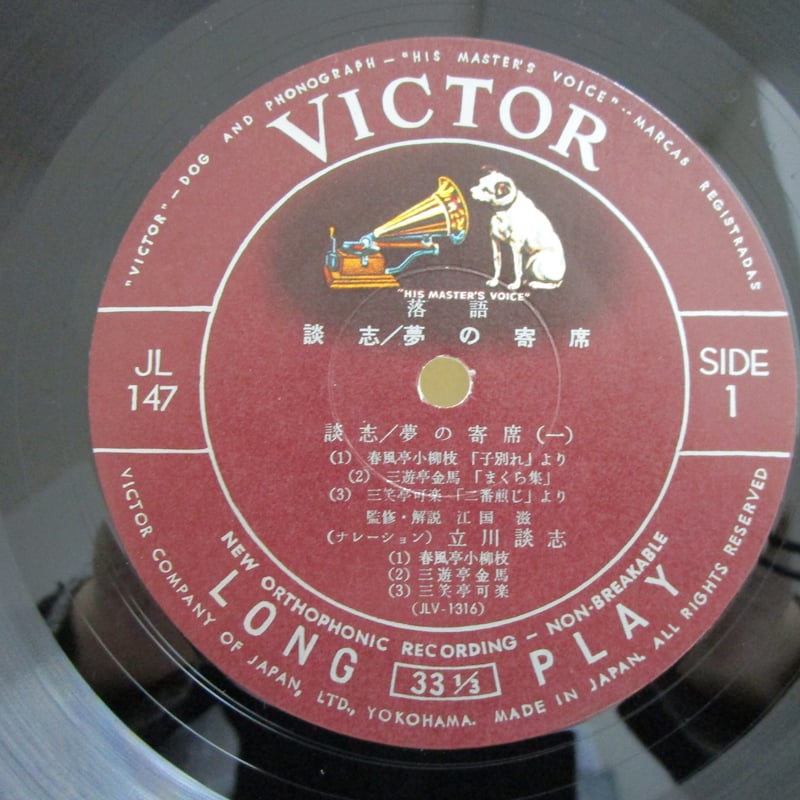 "VICTOR" – DOG AND PHONOGRAPH – "HIS MASTER'S VOICE" -- MARCAS REGISTRADAS
VICTOR
"HIS MASTER'S VOICE"
落 語
談 志/夢 の 寄 席
JL
147
SIDE
1
談 志/夢 の 寄 席 (一)
(1) 春風亭小柳枝 「子別れ」より
(2) 三遊亭金馬 「まくら集」
(3) 三笑亭可楽 「二番煎じ」より
監修・解説 江 国 滋
(ナレーション) 立 川 談 志
(1) 春風亭小柳枝
(2) 三遊亭金馬
(3) 三笑亭可楽
(JLV-1316)
NEW ORTHOPHONIC RECORDING – NON-BREAKABLE
LONG PLAY
33 1/3
VICTOR COMPANY OF JAPAN, LTD., YOKOHAMA. MADE IN JAPAN. ALL RIGHTS RESERVED